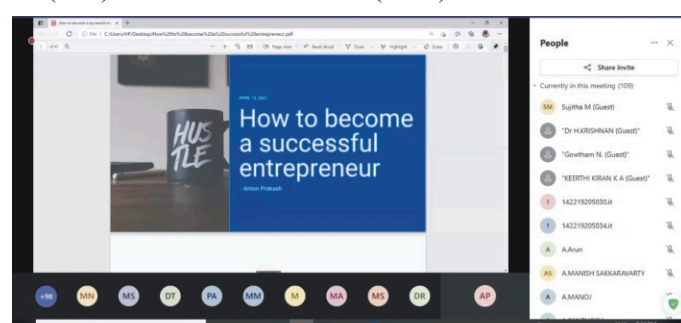 How to become a successful en
C:/Users/HP/Desktop/How%20to%20become%20a%20successful%20entrepreneur.pdf
Page view
Read aloud
Draw
Highlight
Erase
HUS
TLE
APRIL 12, 2021
How to become
a successful
entrepreneur
- Anton Prakash
+98
MN
MS
DT
PA
MM
M
MA
MS
DR
AP
People
Share invite
Currently in this meeting (109)
SM Sujitha M (Guest)
"Dr H.KRISHNAN (Guest)"
"Gowtham N. (Guest)"
"KEERTHI KIRAN K A (Guest)"
1 142219205030.it
1 142219205034.it
A A.Arun
AS A.MANISH SAKKARAVARTY
A A.MANOJ